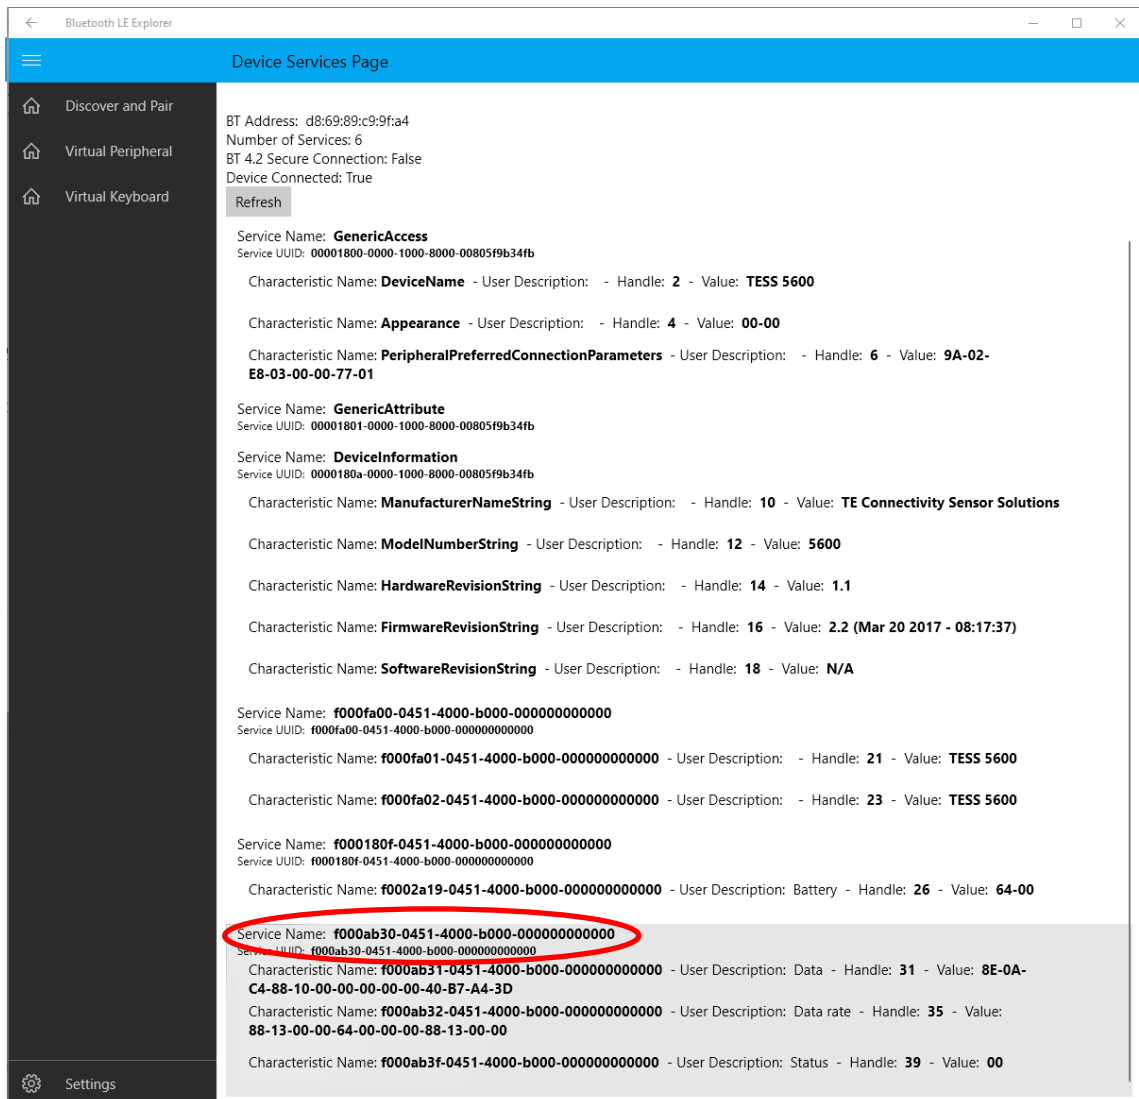 Bluetooth LE Explorer
Device Services Page
Discover and Pair
Virtual Peripheral
Virtual Keyboard
Settings
BT Address: d8:69:89:c9:9f:a4
Number of Services: 6
BT 4.2 Secure Connection: False
Device Connected: True
Refresh
Service Name: GenericAccess
Service UUID: 00001800-0000-1000-8000-00805f9b34fb
Characteristic Name: DeviceName - User Description: - Handle: 2 - Value: TESS 5600
Characteristic Name: Appearance - User Description: - Handle: 4 - Value: 00-00
Characteristic Name: PeripheralPreferredConnectionParameters - User Description: - Handle: 6 - Value: 9A-02-
E8-03-00-00-77-01
Service Name: GenericAttribute
Service UUID: 00001801-0000-1000-8000-00805f9b34fb
Service Name: DeviceInformation
Service UUID: 0000180a-0000-1000-8000-00805f9b34fb
Characteristic Name: ManufacturerNameString - User Description: - Handle: 10 - Value: TE Connectivity Sensor Solutions
Characteristic Name: ModelNumberString - User Description: - Handle: 12 - Value: 5600
Characteristic Name: HardwareRevisionString - User Description: - Handle: 14 - Value: 1.1
Characteristic Name: FirmwareRevisionString - User Description: - Handle: 16 - Value: 2.2 (Mar 20 2017 - 08:17:37)
Characteristic Name: SoftwareRevisionString - User Description: - Handle: 18 - Value: N/A
Service Name: f000fa00-0451-4000-b000-000000000000
Service UUID: f000fa00-0451-4000-b000-000000000000
Characteristic Name: f000fa01-0451-4000-b000-000000000000 - User Description: - Handle: 21 - Value: TESS 5600
Characteristic Name: f000fa02-0451-4000-b000-000000000000 - User Description: - Handle: 23 - Value: TESS 5600
Service Name: f000180f-0451-4000-b000-000000000000
Service UUID: f000180f-0451-4000-b000-000000000000
Characteristic Name: f0002a19-0451-4000-b000-000000000000 - User Description: Battery - Handle: 26 - Value: 64-00
Service Name: f000ab30-0451-4000-b000-000000000000
Service UUID: f000ab30-0451-4000-b000-000000000000
Characteristic Name: f000ab31-0451-4000-b000-000000000000 - User Description: Data - Handle: 31 - Value: 8E-0A-
C4-88-10-00-00-00-00-00-40-B7-A4-3D
Characteristic Name: f000ab32-0451-4000-b000-000000000000 - User Description: Data rate - Handle: 35 - Value:
88-13-00-00-64-00-00-00-88-13-00-00
Characteristic Name: f000ab3f-0451-4000-b000-000000000000 - User Description: Status - Handle: 39 - Value: 00